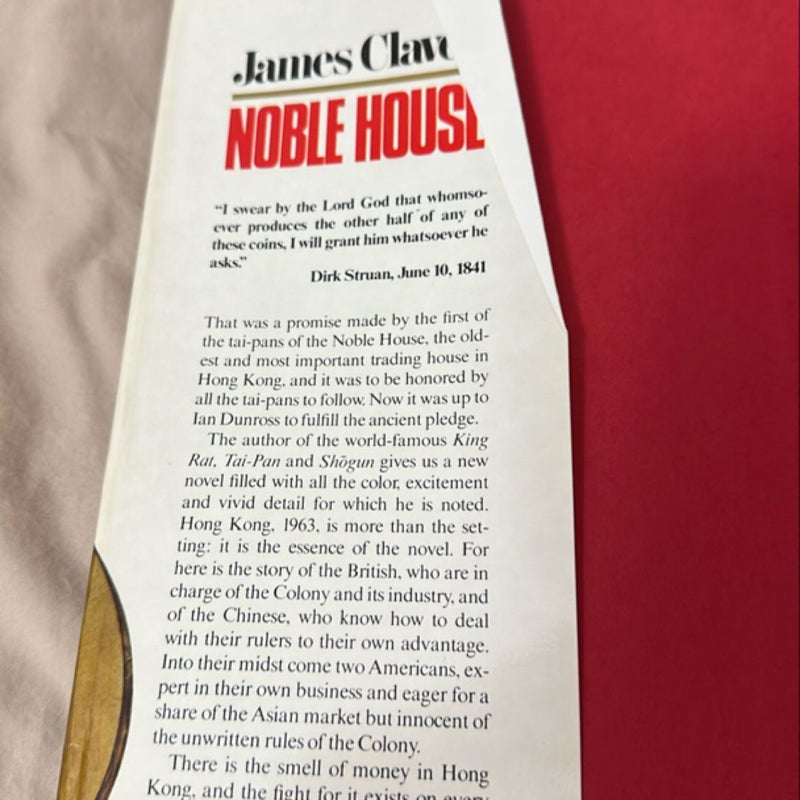 James Clave
NOBLE HOUSE
“I swear by the Lord God that whomso-
ever produces the other half of any of
these coins, I will grant him whatsoever he
asks.”
Dirk Struan, June 10, 1841
That was a promise made by the first of
the tai-pans of the Noble House, the old-
est and most important trading house in
Hong Kong, and it was to be honored by
all the tai-pans to follow. Now it was up to
Ian Dunross to fulfill the ancient pledge.
The author of the world-famous King
Rat, Tai-Pan and Shōgun gives us a new
novel filled with all the color, excitement
and vivid detail for which he is noted.
Hong Kong, 1963, is more than the set-
ting: it is the essence of the novel. For
here is the story of the British, who are in
charge of the Colony and its industry, and
of the Chinese, who know how to deal
with their rulers to their own advantage.
Into their midst come two Americans, ex-
pert in their own business and eager for a
share of the Asian market but innocent of
the unwritten rules of the Colony.
There is the smell of money in Hong
Kong, and the fight for it exists on every